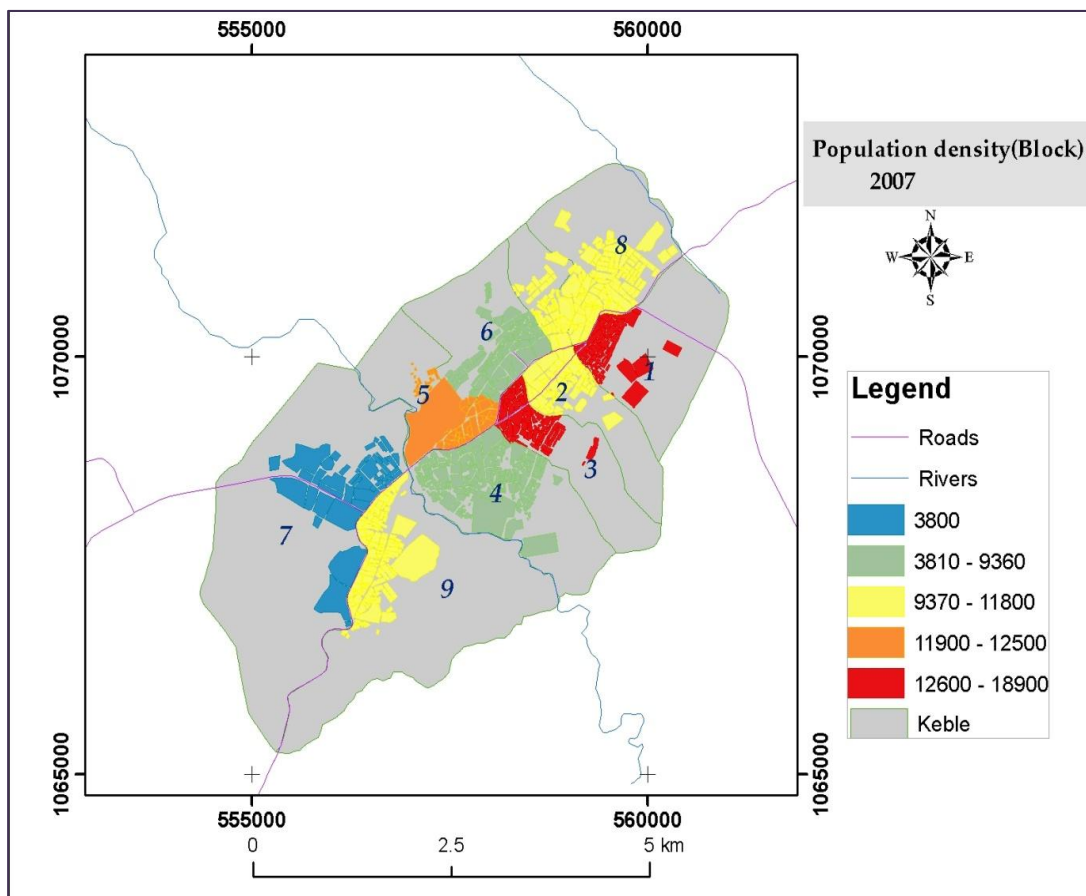 555000 560000
Population density(Block)
2007
N
W E
S
8
6
1070000 1070000
1
5 2
3
4
7
9
Legend
Roads
Rivers
3800
3810 - 9360
9370 - 11800
11900 - 12500
12600 - 18900
Keble
1065000 1065000
555000 560000
0 2.5 5 km